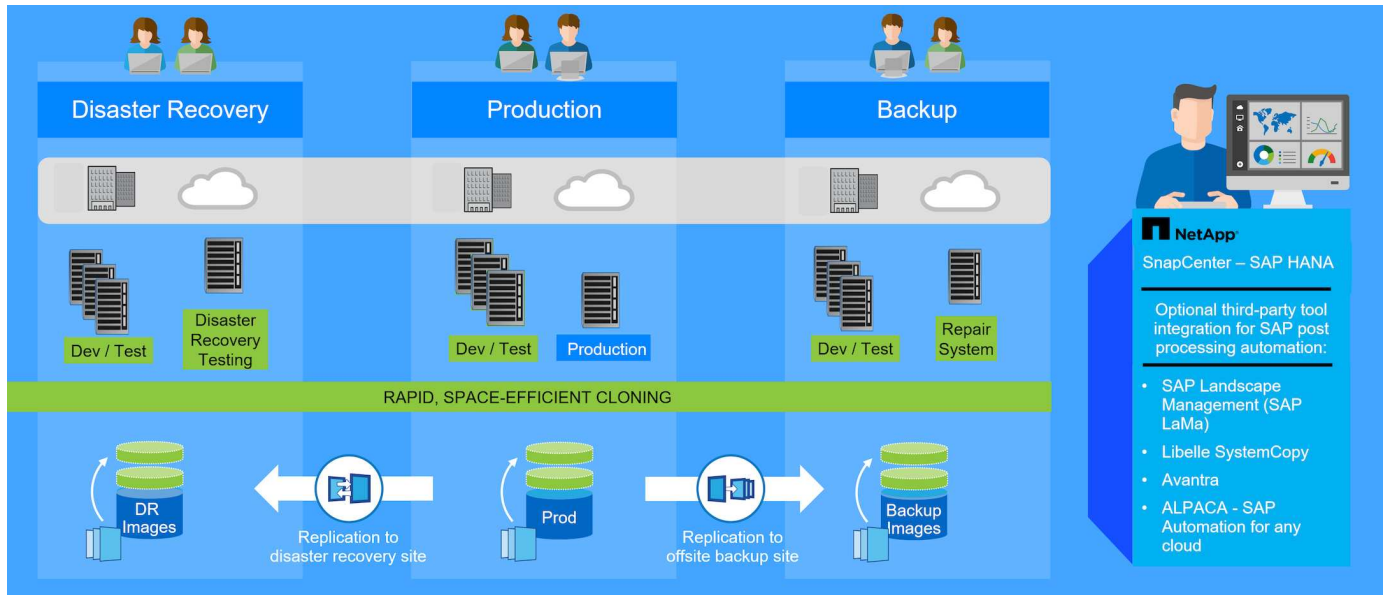 Disaster Recovery
Production
Backup
Dev / Test
Disaster
Recovery
Testing
Dev / Test
Production
Dev / Test
Repair
System
RAPID, SPACE-EFFICIENT CLONING
DR
Images
Replication to
disaster recovery site
Prod
Replication to
offsite backup site
Backup
Images
NetApp
SnapCenter – SAP HANA
Optional third-party tool
integration for SAP post
processing automation:
• SAP Landscape
Management (SAP
LaMa)
• Libelle SystemCopy
• Avantra
• ALPACA - SAP
Automation for any
cloud